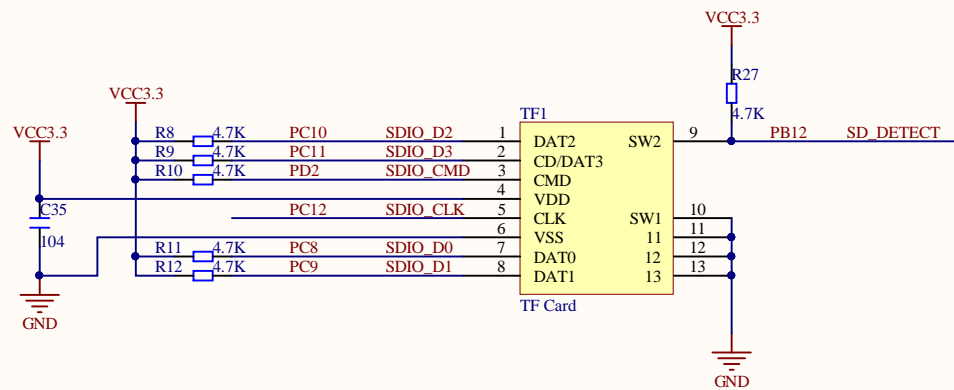 VCC3.3
R27
4.7K
VCC3.3
VCC3.3
TF1
R8 4.7K PC10 SDIO_D2 1 DAT2 SW2 9 PB12 SD_DETECT
R9 4.7K PC11 SDIO_D3 2 CD/DAT3
R10 4.7K PD2 SDIO_CMD 3 CMD
4 VDD
C35
104
PC12 SDIO_CLK 5 CLK SW1 10
6 VSS 11 11
R11 4.7K PC8 SDIO_D0 7 DAT0 12 12
R12 4.7K PC9 SDIO_D1 8 DAT1 13 13
TF Card
GND
GND